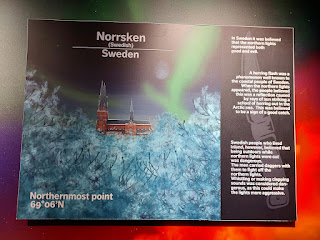 Norrsken
(Swedish)
Sweden
In Sweden it was believed
that the northern lights
represented both
good and evil.
A herring flash was a
phenomenon well known to
the coastal people of Sweden.
When the northern lights
appeared, the people believed
this was a reflection caused
by rays of sun striking a
school of herring out in the
Arctic sea. This was believed
to be a sign of a good catch.
Swedish people who lived
inland, however, believed that
being outdoors while
northern lights were out
was dangerous.
The men carried daggers with
them to fight off the
northern lights.
Whistling or making clapping
sounds was considered dan-
gerous, as this could make
the lights more aggressive.
Northernmost point
69°06'N